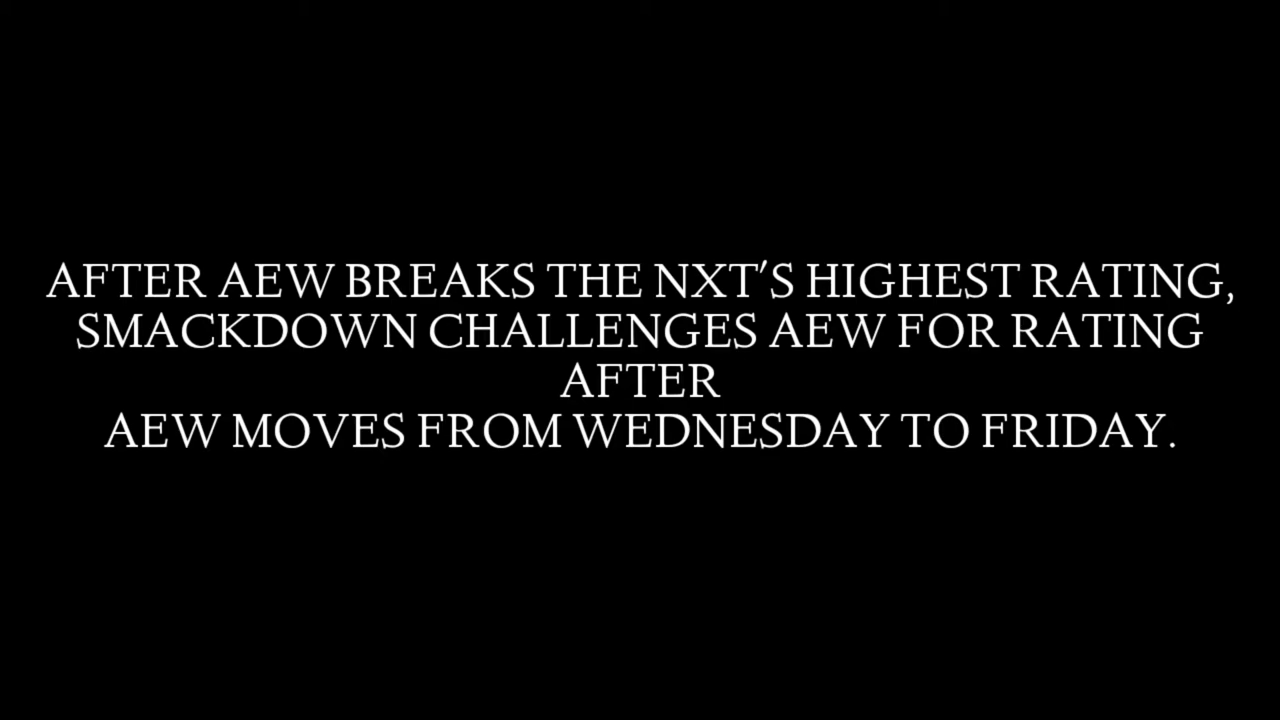 AFTER AEW BREAKS THE NXT'S HIGHEST RATING,
SMACKDOWN CHALLENGES AEW FOR RATING
AFTER
AEW MOVES FROM WEDNESDAY TO FRIDAY.